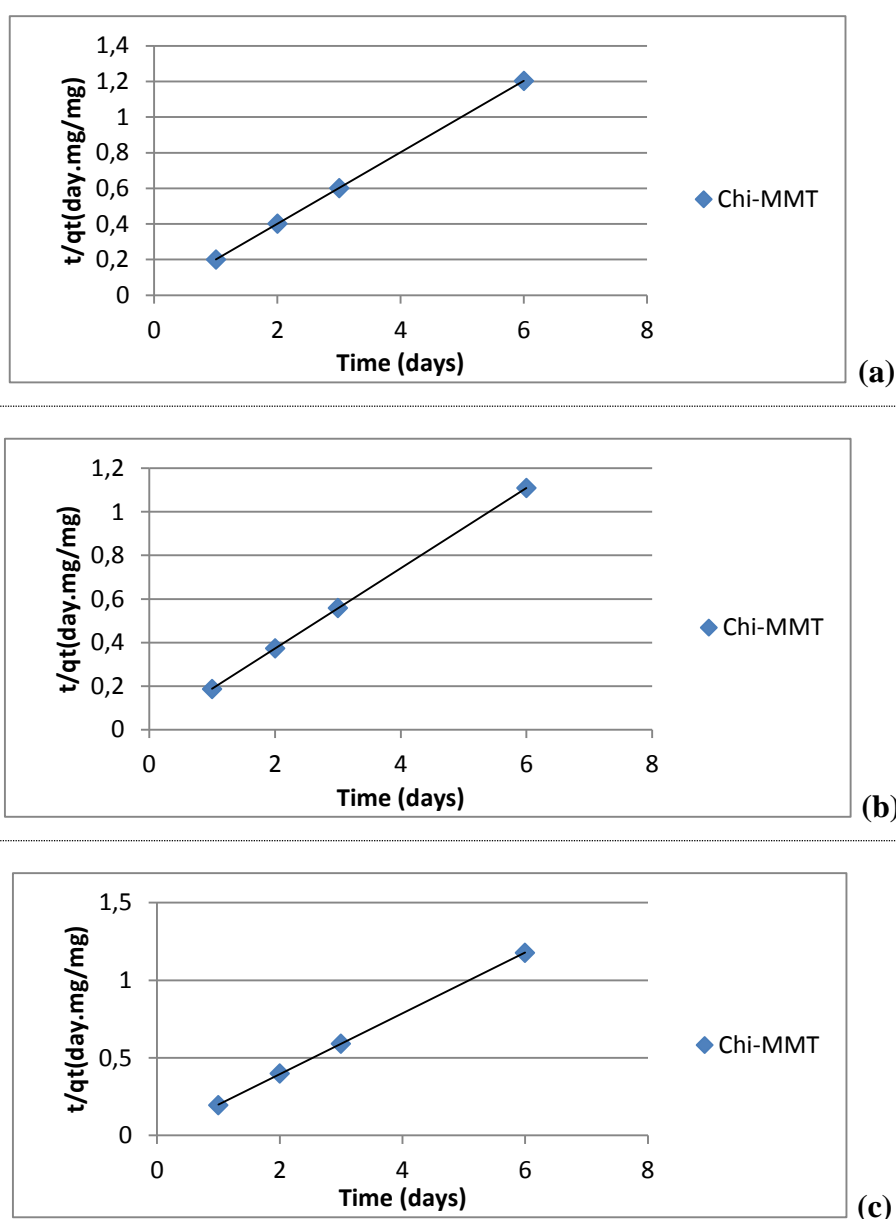 1,4
1,2
1
0,8
0,6
0,4
0,2
0
t/qt(day.mg/mg)
0 2 4 6 8
Time (days)
Chi-MMT
(a)
1,2
1
0,8
0,6
0,4
0,2
0
t/qt(day.mg/mg)
0 2 4 6 8
Time (days)
Chi-MMT
(b)
1,5
1
0,5
0
t/qt(day.mg/mg)
0 2 4 6 8
Time (days)
Chi-MMT
(c)